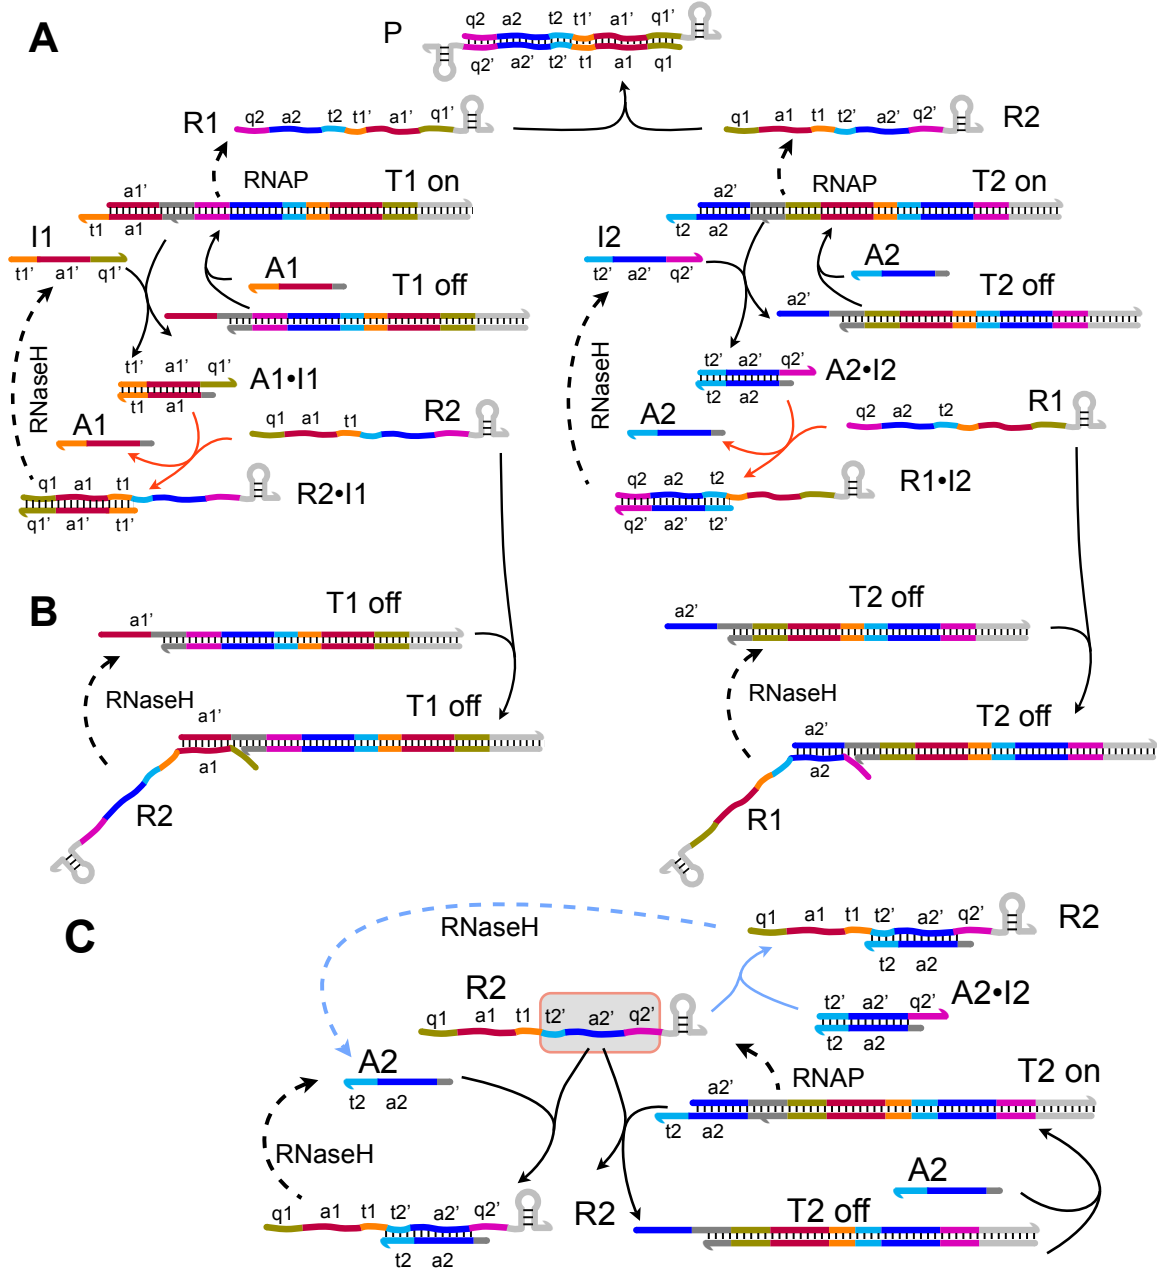 A
P
q2 a2 t2 t1' a1' q1'
q2' a2' t2' t1 a1 q1
R1
q2 a2 t2 t1' a1' q1'
q1 a1 t1 t2' a2' q2'
R2
a1'
RNAP
T1 on
t1 a1
I1
t1' a1' q1'
A1
T1 off
RNaseH
t1' a1' q1'
A1•I1
t1 a1
A1
q1 a1 t1
R2
q1 a1 t1
R2•I1
q1' a1' t1'
a2'
RNAP
T2 on
t2 a2
I2
t2' a2' q2'
A2
a2'
T2 off
RNaseH
t2' a2' q2'
A2•I2
t2 a2
A2
q2 a2 t2
R1
q2 a2 t2
R1•I2
q2' a2' t2'
B
T1 off
a1'
RNaseH
T1 off
a1'
a1
R2
T2 off
a2'
RNaseH
T2 off
a2'
a2
R1
C
RNaseH
q1 a1 t1 t2' a2' q2'
R2
t2 a2
R2
q1 a1 t1 t2' a2' q2'
A2•I2
t2' a2' q2'
t2 a2
A2
t2 a2
RNAP
T2 on
a2'
t2 a2
RNaseH
A2
q1 a1 t1 t2' a2' q2'
t2 a2
R2
T2 off